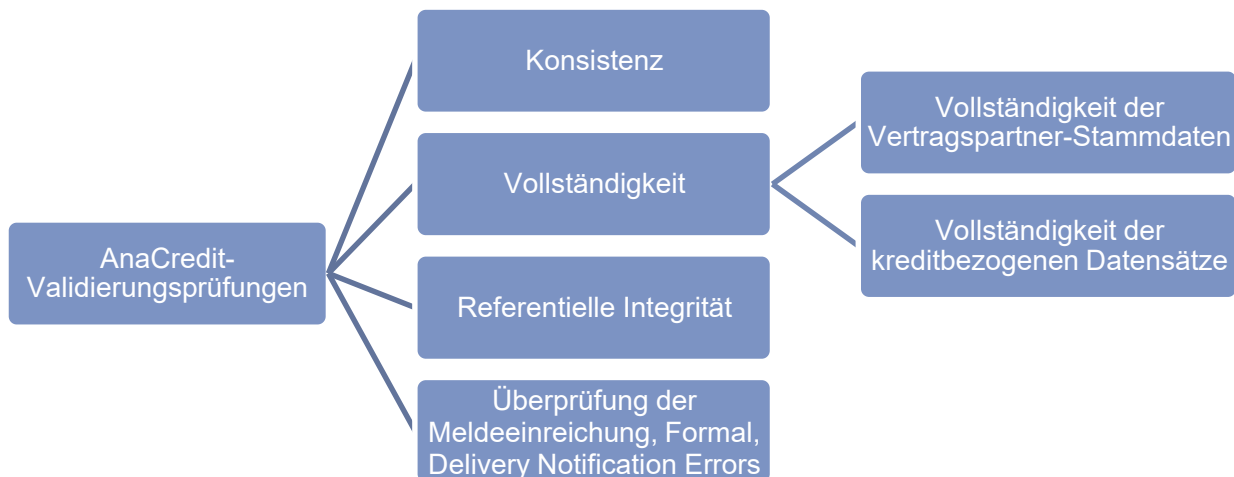 Konsistenz
Vollständigkeit der
Vertragspartner-Stammdaten
Vollständigkeit
AnaCredit-
Validierungsprüfungen
Vollständigkeit der
kreditbezogenen Datensätze
Referentielle Integrität
Überprüfung der
Meldeeinreichung, Formal,
Delivery Notification Errors